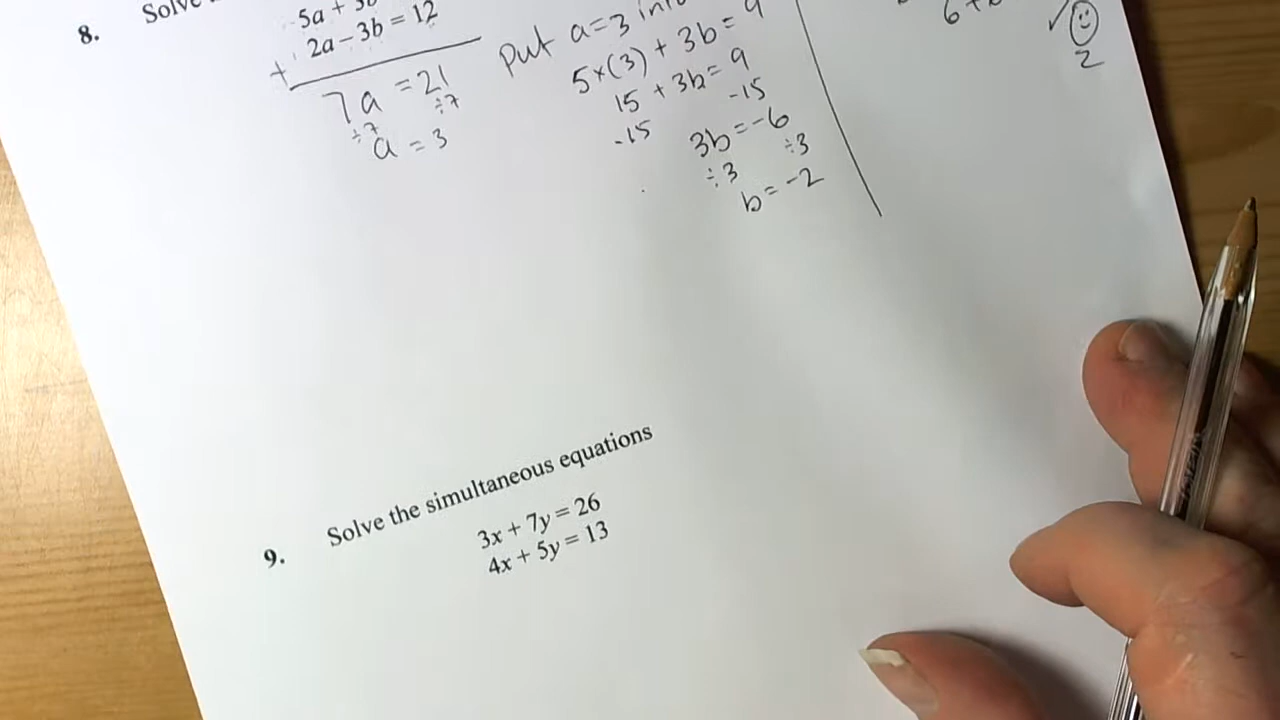 8. Solve
5a + 3b
2a – 3b = 12
+
7a = 21
÷7 ÷7
a = 3
Put a=3 into
5×(3) + 3b = 9
15 + 3b = 9
-15 -15
3b = -6
÷3 ÷3
b = -2
✓
2
9. Solve the simultaneous equations
3x + 7y = 26
4x + 5y = 13